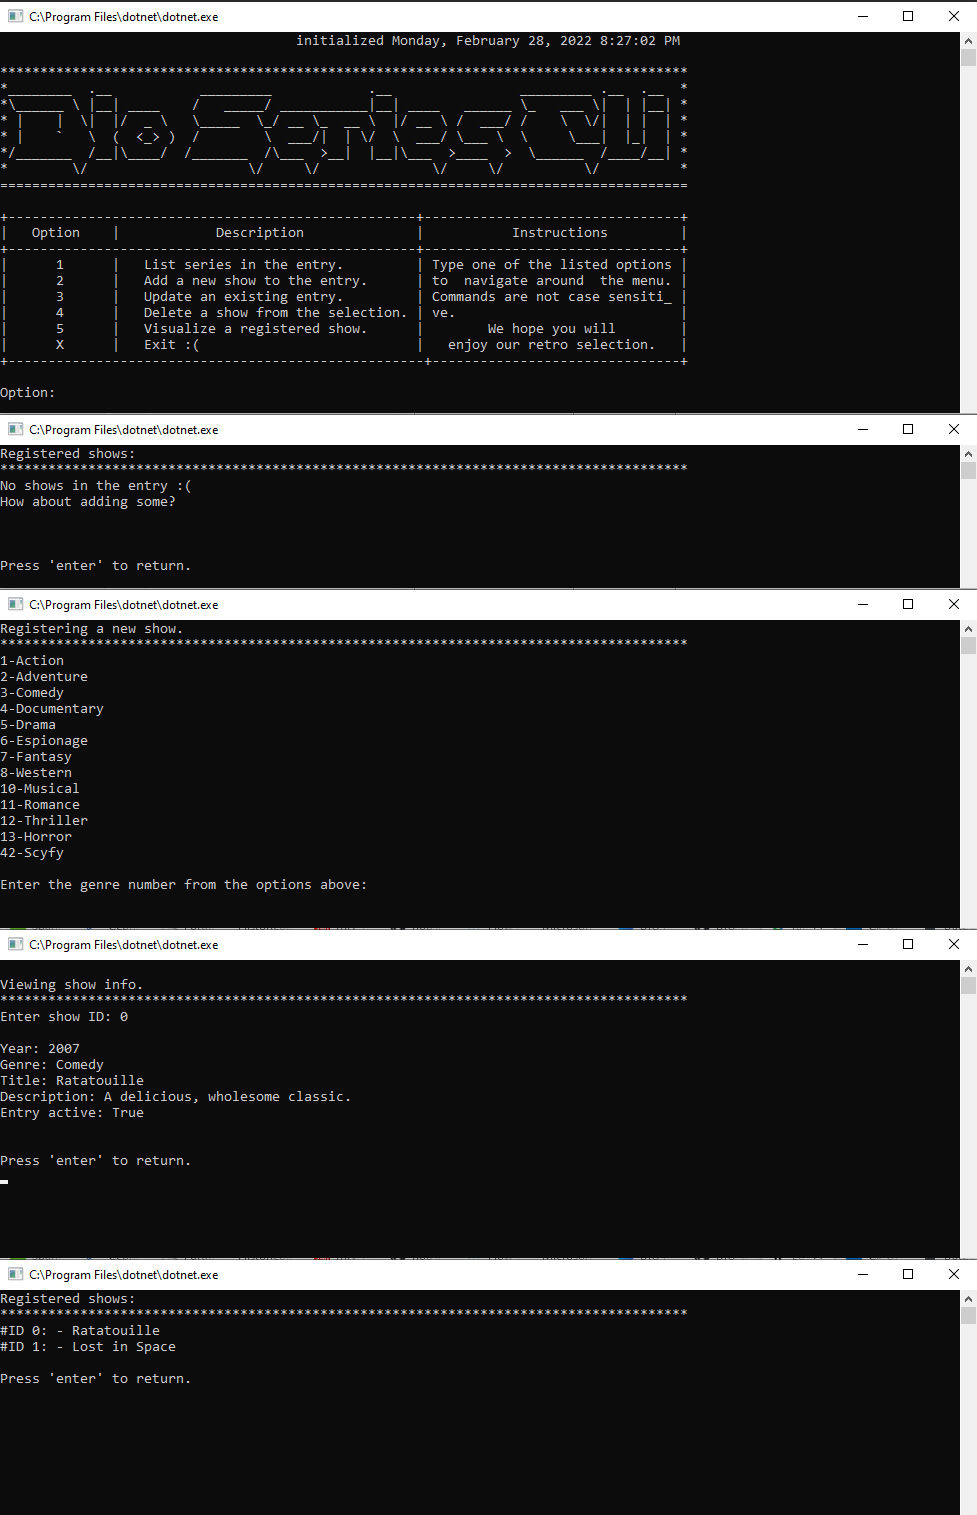 C:\Program Files\dotnet\dotnet.exe
initialized Monday, February 28, 2022 8:27:02 PM
Dio Series CLI
Option | Description | Instructions
1 | List series in the entry. | Type one of the listed options
2 | Add a new show to the entry. | to navigate around the menu.
3 | Update an existing entry. | Commands are not case sensiti_
4 | Delete a show from the selection. | ve.
5 | Visualize a registered show. | We hope you will
X | Exit :( | enjoy our retro selection.
Option:
C:\Program Files\dotnet\dotnet.exe
Registered shows:
**************************************************************************************
No shows in the entry :(
How about adding some?
Press 'enter' to return.
C:\Program Files\dotnet\dotnet.exe
Registering a new show.
**************************************************************************************
1-Action
2-Adventure
3-Comedy
4-Documentary
5-Drama
6-Espionage
7-Fantasy
8-Western
10-Musical
11-Romance
12-Thriller
13-Horror
42-Scyfy
Enter the genre number from the options above:
C:\Program Files\dotnet\dotnet.exe
Viewing show info.
**************************************************************************************
Enter show ID: 0
Year: 2007
Genre: Comedy
Title: Ratatouille
Description: A delicious, wholesome classic.
Entry active: True
Press 'enter' to return.
C:\Program Files\dotnet\dotnet.exe
Registered shows:
**************************************************************************************
#ID 0: - Ratatouille
#ID 1: - Lost in Space
Press 'enter' to return.